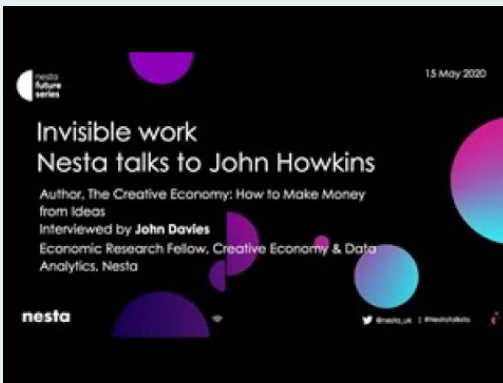 nesta
future
series
15 May 2020
Invisible work
Nesta talks to John Howkins
Author, The Creative Economy: How to Make Money
from Ideas
Interviewed by John Davies
Economic Research Fellow, Creative Economy & Data
Analytics, Nesta
nesta
@nesta_uk | #Nestatalksto